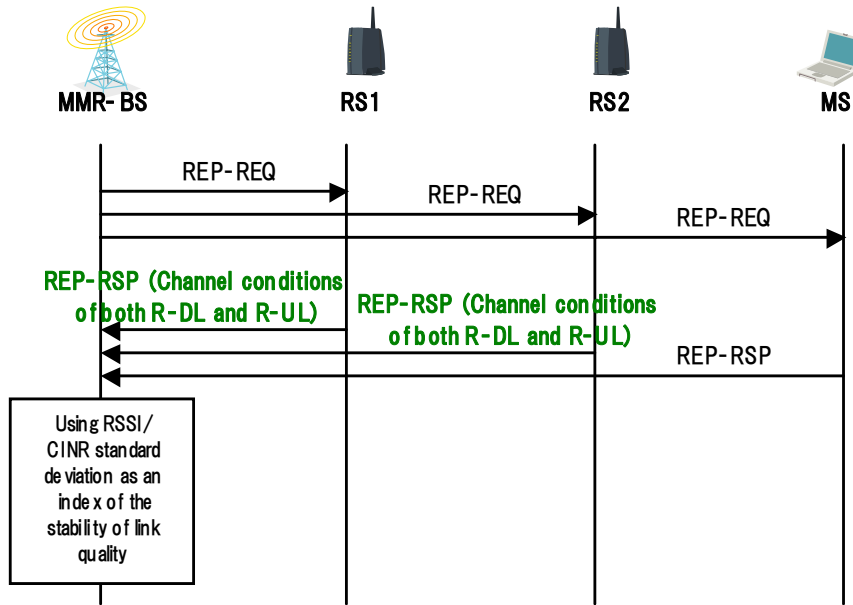 MMR-BS
RS1
RS2
MS
REP-REQ
REP-REQ
REP-REQ
REP-RSP (Channel conditions
of both R-DL and R-UL)
REP-RSP (Channel conditions
of both R-DL and R-UL)
REP-RSP
Using RSSI/
CINR standard
deviation as an
index of the
stability of link
quality